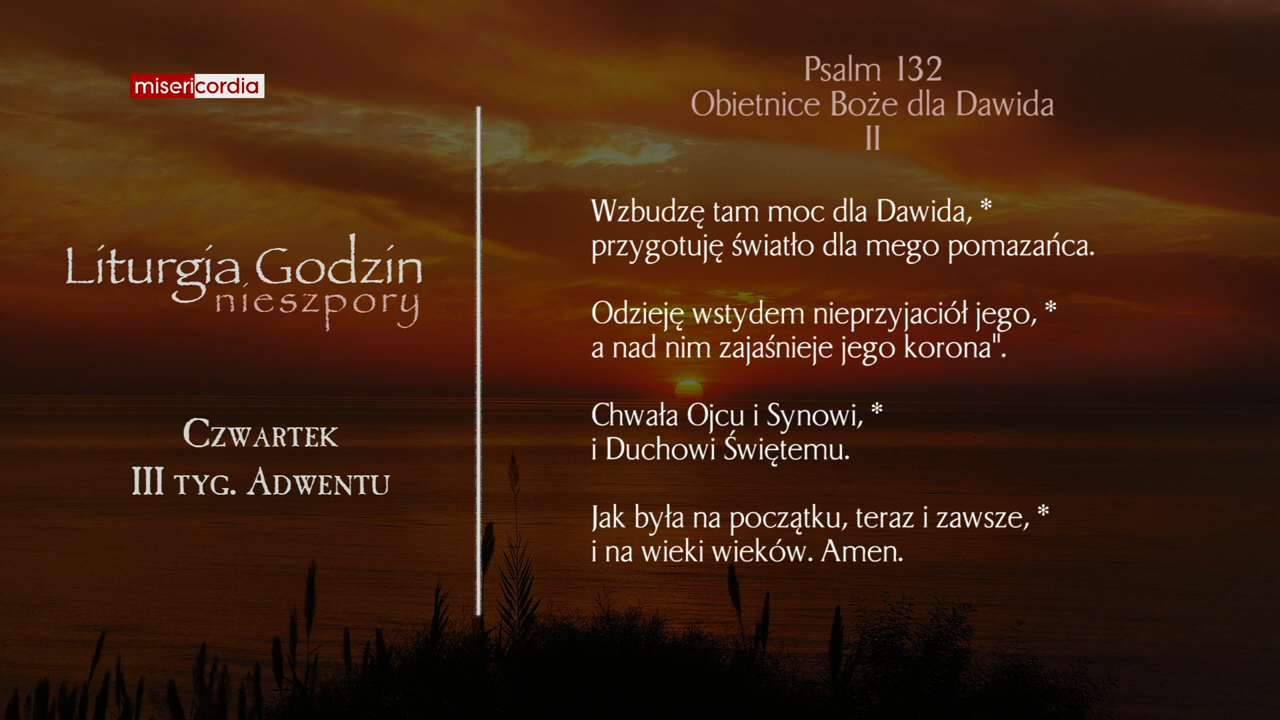 misericordia
Liturgia Godzin
nieszpory
Czwartek
III tyg. Adwentu
Psalm 132
Obietnice Boże dla Dawida
II
Wzbudzę tam moc dla Dawida, *
przygotuję światło dla mego pomazańca.
Odzieję wstydem nieprzyjaciół jego, *
a nad nim zajaśnieje jego korona".
Chwała Ojcu i Synowi, *
i Duchowi Świętemu.
Jak była na początku, teraz i zawsze, *
i na wieki wieków. Amen.